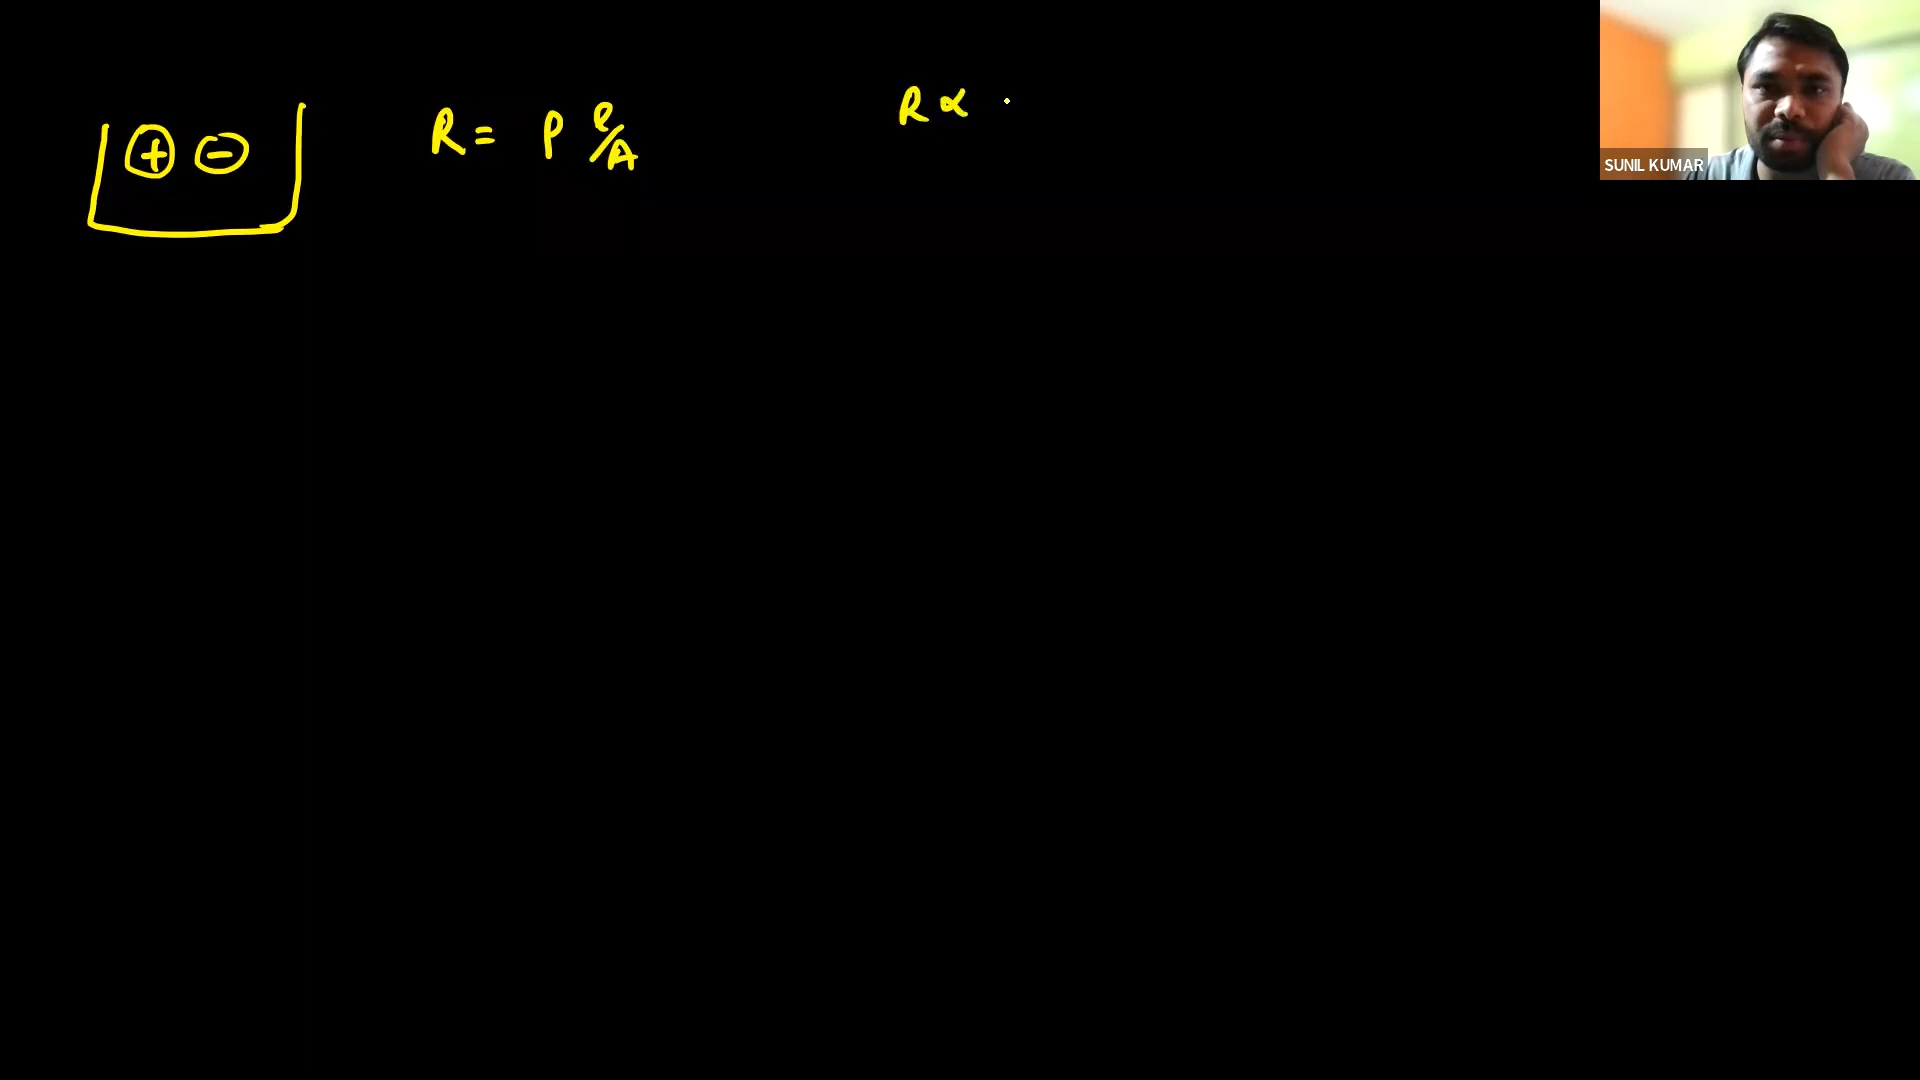 ⊕ ⊖
R = ρ ℓ/A
R ∝
SUNIL KUMAR